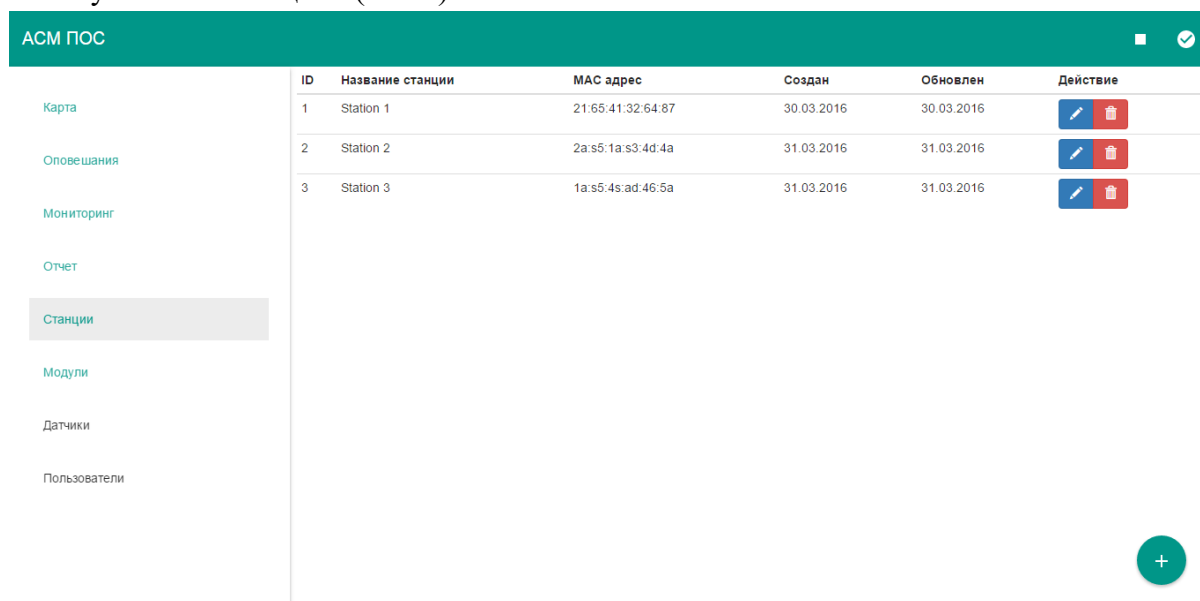 АСМ ПОС
ID Название станции MAC адрес Создан Обновлен Действие
1 Station 1 21:65:41:32:64:87 30.03.2016 30.03.2016
2 Station 2 2a:s5:1a:s3:4d:4a 31.03.2016 31.03.2016
3 Station 3 1a:s5:4s:ad:46:5a 31.03.2016 31.03.2016
Карта
Оповешания
Мониторинг
Отчет
Станции
Модули
Датчики
Пользователи
+